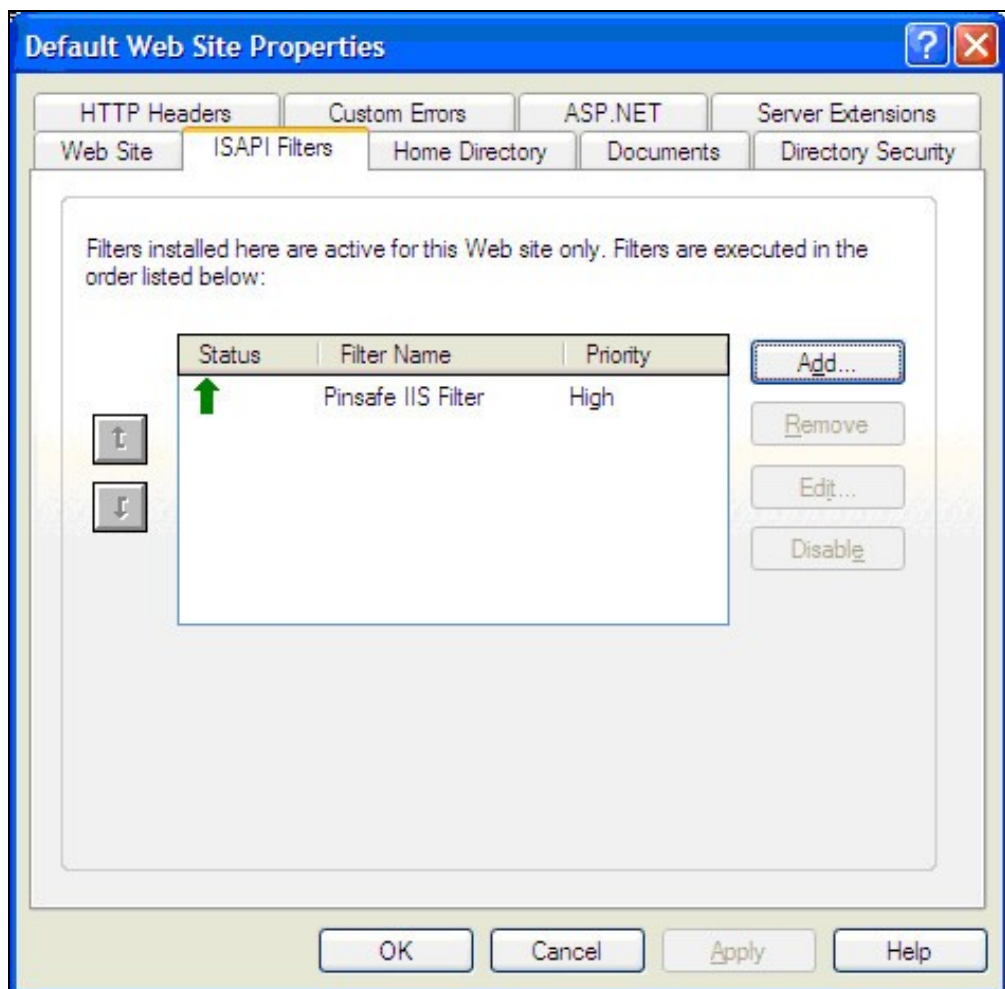 Default Web Site Properties
HTTP Headers Custom Errors ASP.NET Server Extensions
Web Site ISAPI Filters Home Directory Documents Directory Security
Filters installed here are active for this Web site only. Filters are executed in the
order listed below:
Status Filter Name Priority
Pinsafe IIS Filter High
Add...
Remove
Edit...
Disable
OK Cancel Apply Help